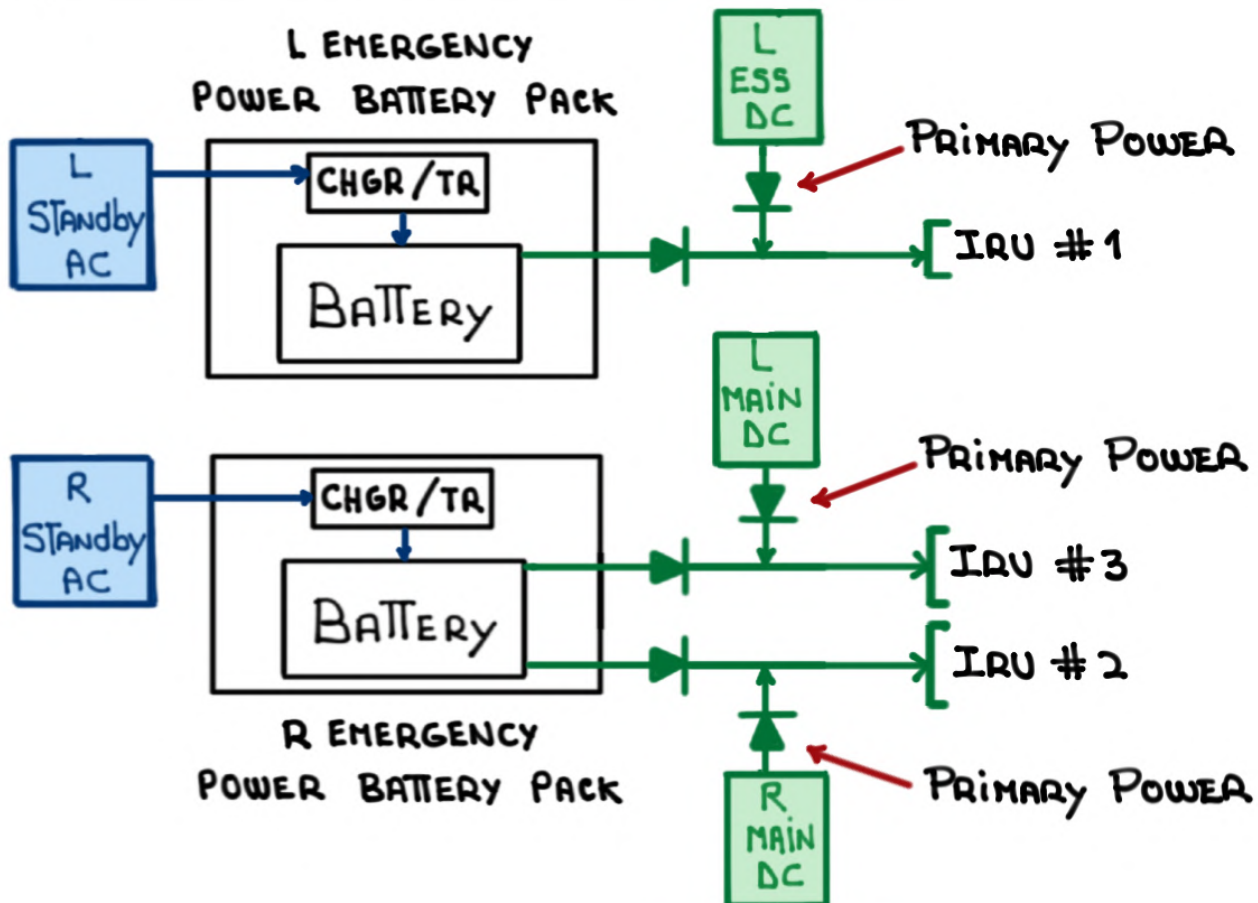 L EMERGENCY
POWER BATTERY PACK
L
STANDBY
AC
CHGR/TR
BATTERY
L
ESS
DC
PRIMARY POWER
IRU #1
R
STANDBY
AC
CHGR/TR
BATTERY
L
MAIN
DC
PRIMARY POWER
IRU #3
IRU #2
R EMERGENCY
POWER BATTERY PACK
R
MAIN
DC
PRIMARY POWER